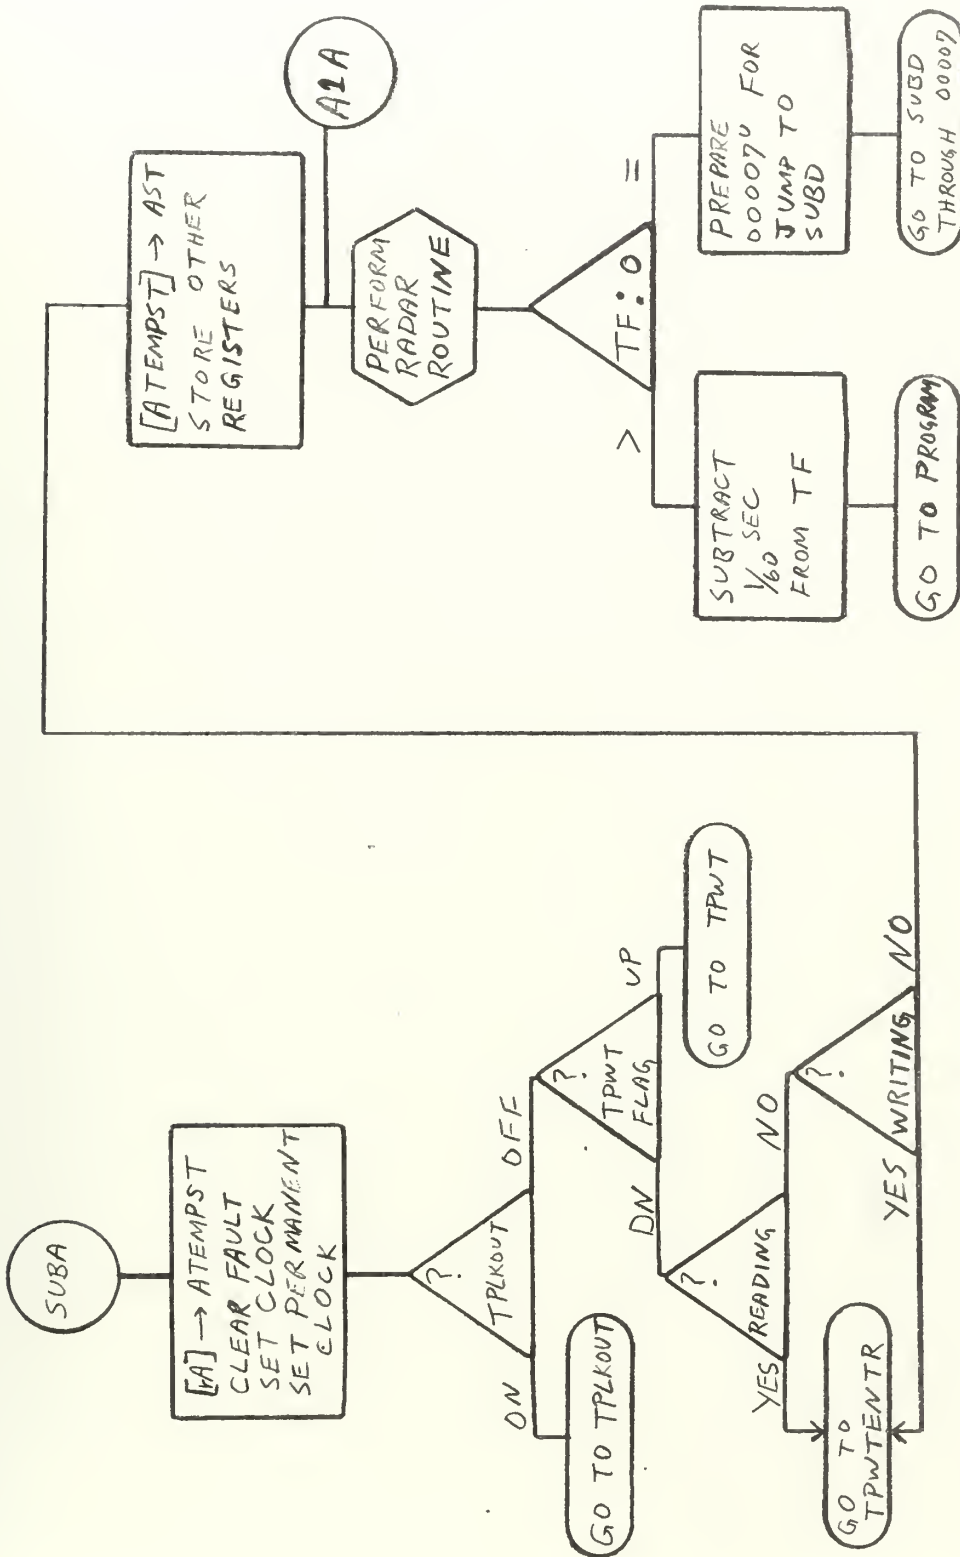 SUBA
[rA] → ATEMPST
CLEAR FAULT
SET CLOCK
SET PERMANENT
CLOCK
?
TPLKOUT
ON
OFF
GO TO TPLKOUT
?
TPWT
FLAG
DN
UP
GO TO TPWT
?
READING
YES
NO
GO TO
TPWTENTR
?
WRITING
YES
NO
[ATEMPST] → AST
STORE OTHER
REGISTERS
A1A
PERFORM
RADAR
ROUTINE
TF:0
>
=
SUBTRACT
1/60 SEC
FROM TF
GO TO PROGRAM
PREPARE
00007U FOR
JUMP TO
SUBD
GO TO SUBD
THROUGH 00007